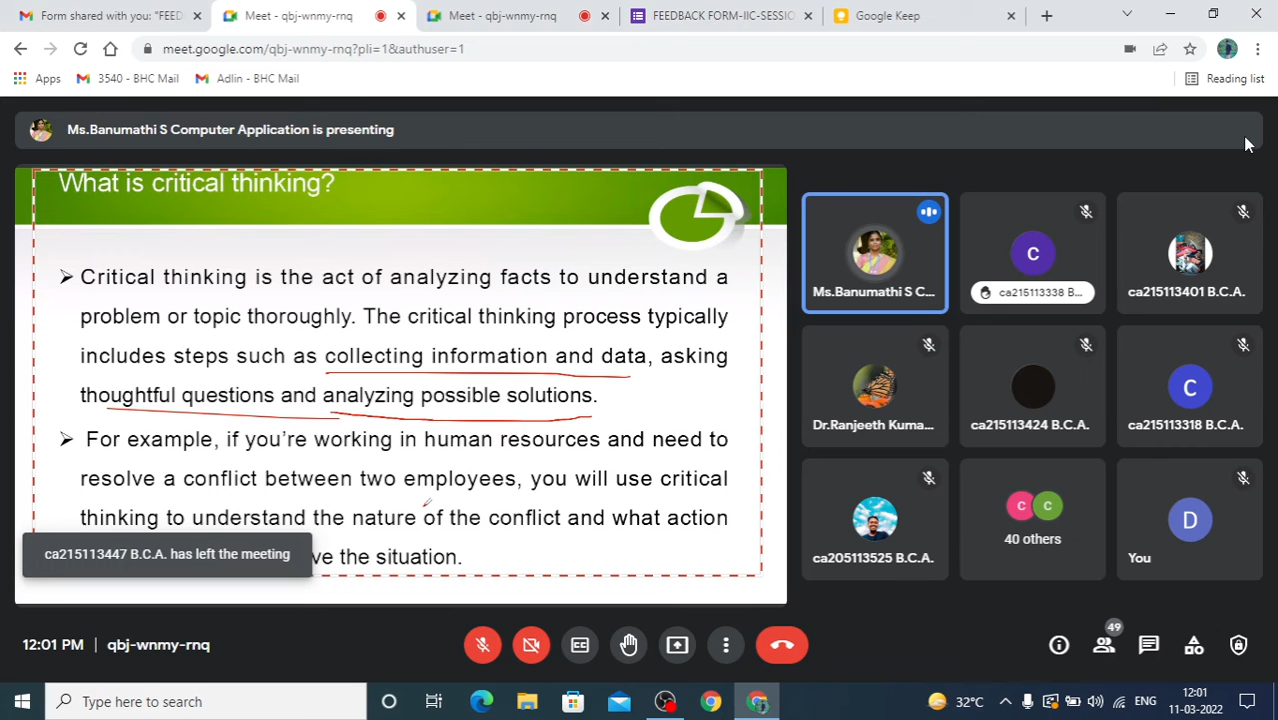 Form shared with you: "FEED
Meet - qbj-wnmy-rnq
Meet - qbj-wnmy-rnq
FEEDBACK FORM-IIC-SESSIO
Google Keep
meet.google.com/qbj-wnmy-rnq?pli=1&authuser=1
Apps
3540 - BHC Mail
Adlin - BHC Mail
Reading list
Ms.Banumathi S Computer Application is presenting
What is critical thinking?
Critical thinking is the act of analyzing facts to understand a
problem or topic thoroughly. The critical thinking process typically
includes steps such as collecting information and data, asking
thoughtful questions and analyzing possible solutions.
For example, if you're working in human resources and need to
resolve a conflict between two employees, you will use critical
thinking to understand the nature of the conflict and what action
ve the situation.
ca215113447 B.C.A. has left the meeting
Ms.Banumathi S C...
C
ca215113338 B...
ca215113401 B.C.A.
Dr.Ranjeeth Kuma...
ca215113424 B.C.A.
C
ca215113318 B.C.A.
ca205113525 B.C.A.
C C
40 others
D
You
12:01 PM | qbj-wnmy-rnq
CC
49
Type here to search
32°C
ENG
12:01
11-03-2022